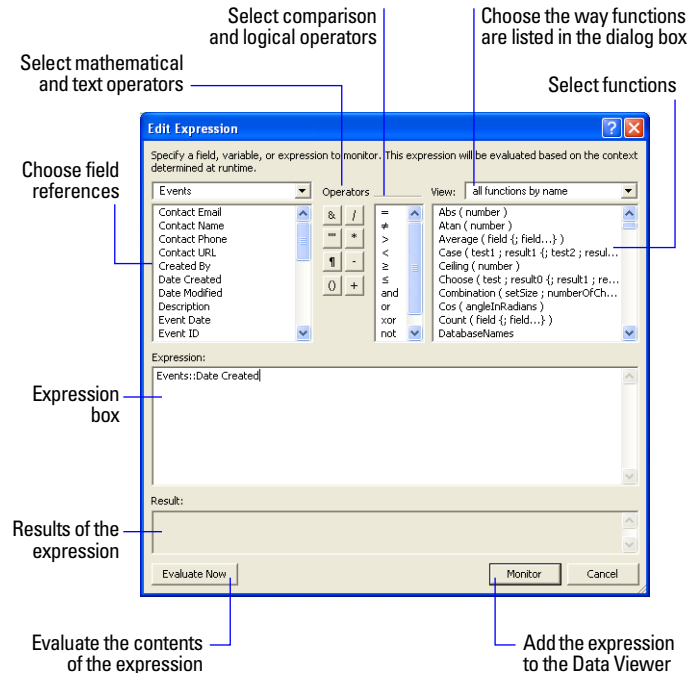 Select comparison
and logical operators
Choose the way functions
are listed in the dialog box
Select mathematical
and text operators
Select functions
Edit Expression
Specify a field, variable, or expression to monitor. This expression will be evaluated based on the context
determined at runtime.
Choose field
references
Events
Operators
View: all functions by name
Contact Email
Contact Name
Contact Phone
Contact URL
Created By
Date Created
Date Modified
Description
Event Date
Event ID
& /
"" *
¶ -
() +
=
≠
>
<
≥
≤
and
or
xor
not
Abs ( number )
Atan ( number )
Average ( field {; field...} )
Case ( test1 ; result1 {; test2 ; resul...
Ceiling ( number )
Choose ( test ; result0 {; result1 ; re...
Combination ( setSize ; numberOfCh...
Cos ( angleInRadians )
Count ( field {; field...} )
DatabaseNames
Expression:
Events::Date Created
Expression
box
Result:
Results of the
expression
Evaluate Now
Monitor
Cancel
Evaluate the contents
of the expression
Add the expression
to the Data Viewer